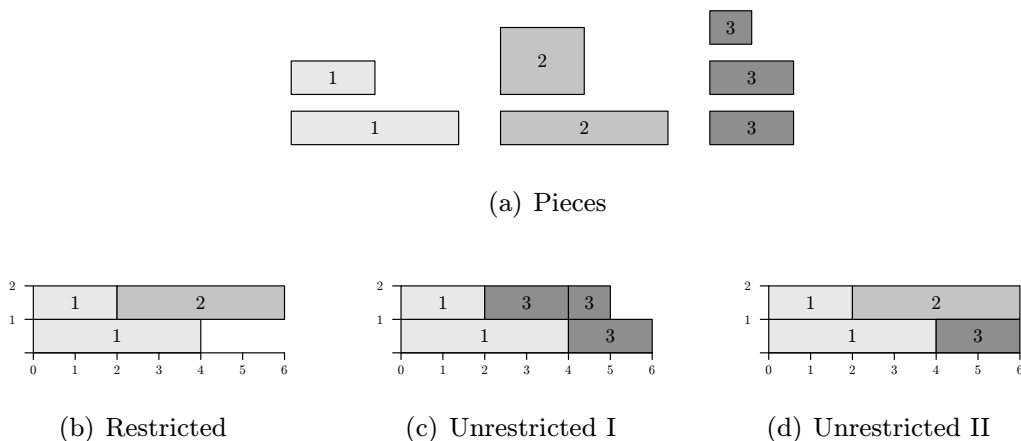 3
2
1 3
1 2 3
(a) Pieces
2 1 2
1 1
0 1 2 3 4 5 6
2 1 3 3
1 1 3
0 1 2 3 4 5 6
2 1 2
1 1 3
0 1 2 3 4 5 6
(b) Restricted
(c) Unrestricted I
(d) Unrestricted II